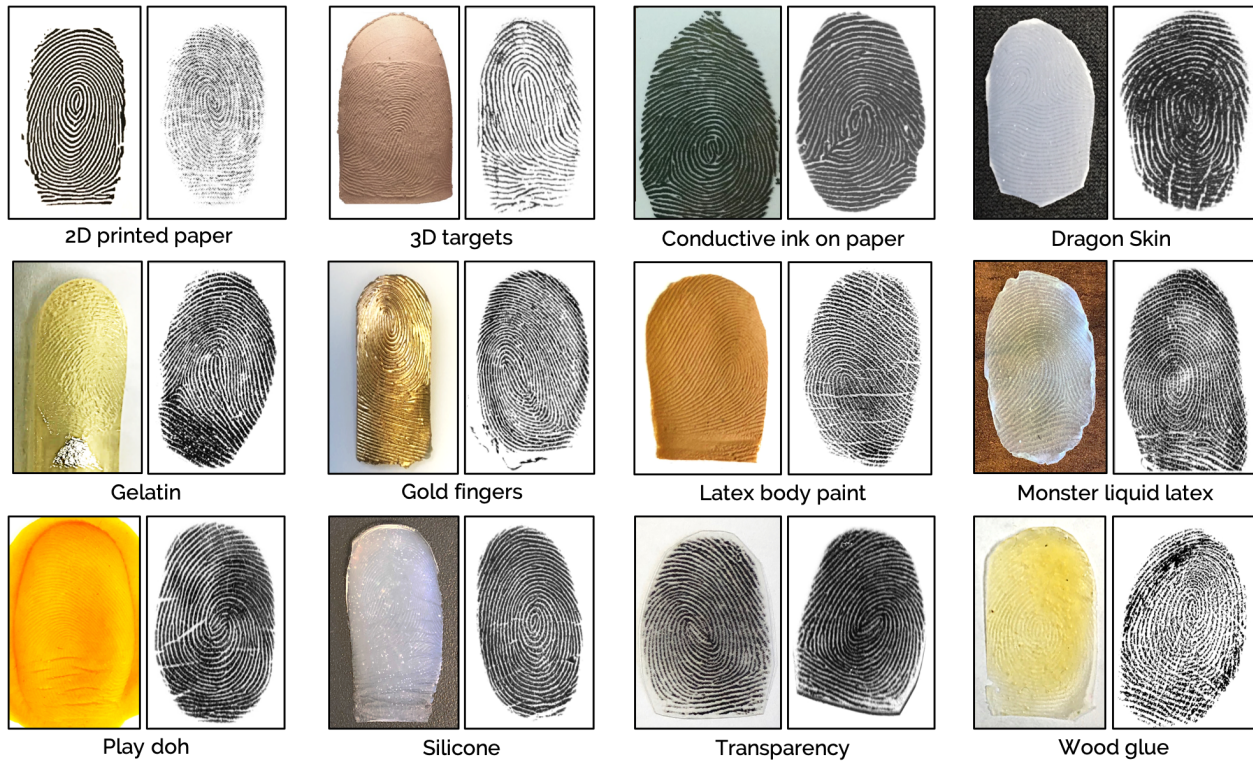 2D printed paper
3D targets
Conductive ink on paper
Dragon Skin
Gelatin
Gold fingers
Latex body paint
Monster liquid latex
Play doh
Silicone
Transparency
Wood glue